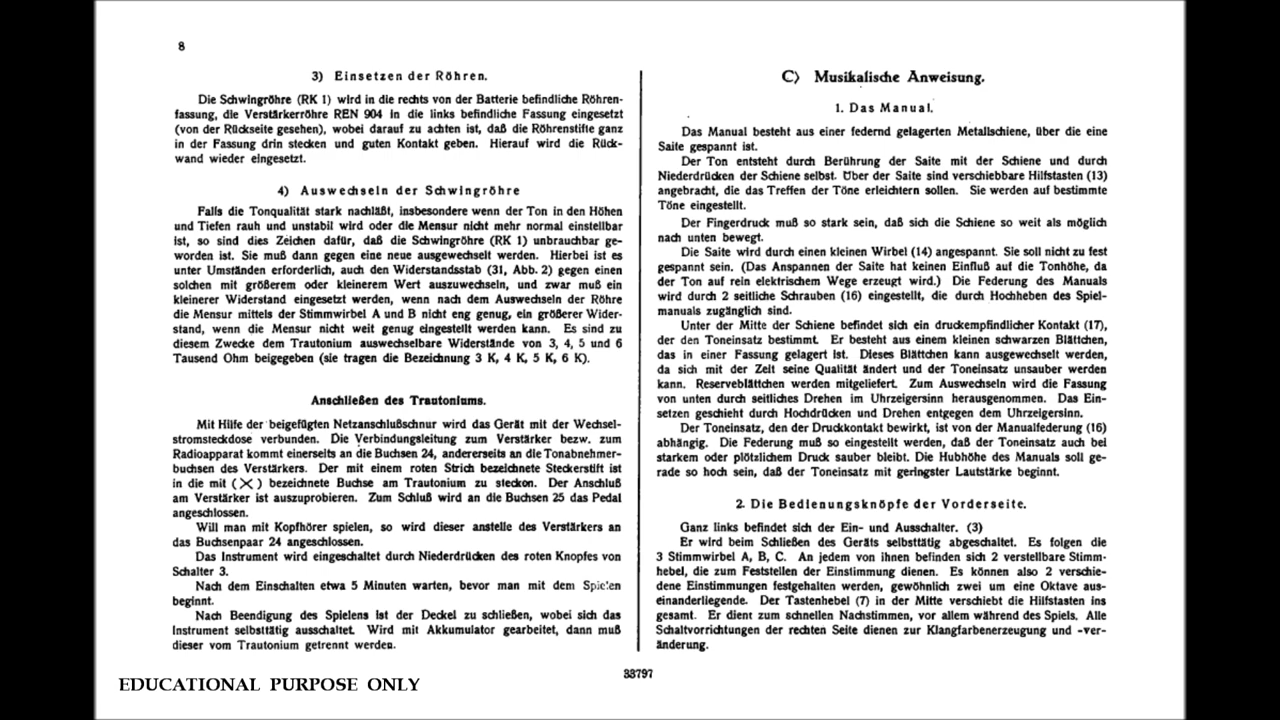 8
3) Einsetzen der Röhren.
Die Schwingröhre (RK 1) wird in die rechts von der Batterie befindliche Röhren-
fassung, die Verstärkerröhre REN 904 in die links befindliche Fassung eingesetzt
(von der Rückseite gesehen), wobei darauf zu achten ist, daß die Röhrenstifte ganz
in der Fassung drin stecken und guten Kontakt geben. Hierauf wird die Rück-
wand wieder eingesetzt.
4) Auswechseln der Schwingröhre
Falls die Tonqualität stark nachläßt, insbesondere wenn der Ton in den Höhen
und Tiefen rauh und unstabil wird oder die Mensur nicht mehr normal einstellbar
ist, so sind dies Zeichen dafür, daß die Schwingröhre (RK 1) unbrauchbar ge-
worden ist. Sie muß dann gegen eine neue ausgewechselt werden. Hierbei ist es
unter Umständen erforderlich, auch den Widerstandsstab (31, Abb. 2) gegen einen
solchen mit größerem oder kleinerem Wert auszuwechseln, und zwar muß ein
kleinerer Widerstand eingesetzt werden, wenn nach dem Auswechseln der Röhre
die Mensur mittels der Stimmwirbel A und B nicht eng genug, ein größerer Wider-
stand, wenn die Mensur nicht weit genug eingestellt werden kann. Es sind zu
diesem Zwecke dem Trautonium auswechselbare Widerstände von 3, 4, 5 und 6
Tausend Ohm beigegeben (sie tragen die Bezeichnung 3 K, 4 K, 5 K, 6 K).
Anschließen des Trautoniums.
Mit Hilfe der beigefügten Netzanschlußschnur wird das Gerät mit der Wechsel-
stromsteckdose verbunden. Die Verbindungsleitung zum Verstärker bezw. zum
Radioapparat kommt einerseits an die Buchsen 24, andererseits an die Tonabnehmer-
buchsen des Verstärkers. Der mit einem roten Strich bezeichnete Steckerstift ist
in die mit (X) bezeichnete Buchse am Trautonium zu stecken. Der Anschluß
am Verstärker ist auszuprobieren. Zum Schluß wird an die Buchsen 25 das Pedal
angeschlossen.
Will man mit Kopfhörer spielen, so wird dieser anstelle des Verstärkers an
das Buchsenpaar 24 angeschlossen.
Das Instrument wird eingeschaltet durch Niederdrücken des roten Knopfes von
Schalter 3.
Nach dem Einschalten etwa 5 Minuten warten, bevor man mit dem Spielen
beginnt.
Nach Beendigung des Spielens ist der Deckel zu schließen, wobei sich das
Instrument selbsttätig ausschaltet. Wird mit Akkumulator gearbeitet, dann muß
dieser vom Trautonium getrennt werden.
C) Musikalische Anweisung.
1. Das Manual.
Das Manual besteht aus einer federnd gelagerten Metallschiene, über die eine
Saite gespannt ist.
Der Ton entsteht durch Berührung der Saite mit der Schiene und durch
Niederdrücken der Schiene selbst. Über der Saite sind verschiebbare Hilfstasten (13)
angebracht, die das Treffen der Töne erleichtern sollen. Sie werden auf bestimmte
Töne eingestellt.
Der Fingerdruck muß so stark sein, daß sich die Schiene so weit als möglich
nach unten bewegt.
Die Saite wird durch einen kleinen Wirbel (14) angespannt. Sie soll nicht zu fest
gespannt sein. (Das Anspannen der Saite hat keinen Einfluß auf die Tonhöhe, da
der Ton auf rein elektrischem Wege erzeugt wird.) Die Federung des Manuals
wird durch 2 seitliche Schrauben (16) eingestellt, die durch Hochheben des Spiel-
manuals zugänglich sind.
Unter der Mitte der Schiene befindet sich ein druckempfindlicher Kontakt (17),
der den Toneinsatz bestimmt. Er besteht aus einem kleinen schwarzen Blättchen,
das in einer Fassung gelagert ist. Dieses Blättchen kann ausgewechselt werden,
da sich mit der Zeit seine Qualität ändert und der Toneinsatz unsauber werden
kann. Reserveblättchen werden mitgeliefert. Zum Auswechseln wird die Fassung
von unten durch seitliches Drehen im Uhrzeigersinn herausgenommen. Das Ein-
setzen geschieht durch Hochdrücken und Drehen entgegen dem Uhrzeigersinn.
Der Toneinsatz, den der Druckkontakt bewirkt, ist von der Manualfederung (16)
abhängig. Die Federung muß so eingestellt werden, daß der Toneinsatz auch bei
starkem oder plötzlichem Druck sauber bleibt. Die Hubhöhe des Manuals soll ge-
rade so hoch sein, daß der Toneinsatz mit geringster Lautstärke beginnt.
2. Die Bedienungsknöpfe der Vorderseite.
Ganz links befindet sich der Ein- und Ausschalter. (3)
Er wird beim Schließen des Geräts selbsttätig abgeschaltet. Es folgen die
3 Stimmwirbel A, B, C. An jedem von ihnen befinden sich 2 verstellbare Stimm-
hebel, die zum Feststellen der Einstimmung dienen. Es können also 2 verschie-
dene Einstimmungen festgehalten werden, gewöhnlich zwei um eine Oktave aus-
einanderliegende. Der Tastenhebel (7) in der Mitte verschiebt die Hilfstasten ins
gesamt. Er dient zum schnellen Nachstimmen, vor allem während des Spiels. Alle
Schaltvorrichtungen der rechten Seite dienen zur Klangfarbenerzeugung und -ver-
änderung.
33797
EDUCATIONAL PURPOSE ONLY